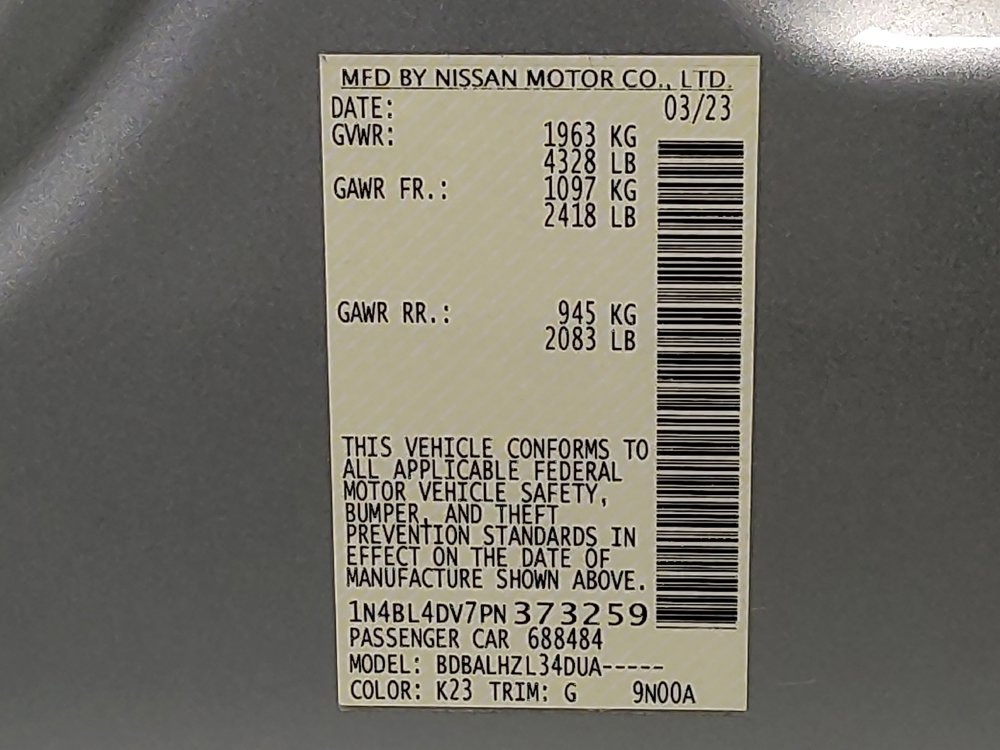 MFD BY NISSAN MOTOR CO., LTD.
DATE: 03/23
GVWR: 1963 KG
4328 LB
GAWR FR.: 1097 KG
2418 LB
GAWR RR.: 945 KG
2083 LB
THIS VEHICLE CONFORMS TO
ALL APPLICABLE FEDERAL
MOTOR VEHICLE SAFETY,
BUMPER, AND THEFT
PREVENTION STANDARDS IN
EFFECT ON THE DATE OF
MANUFACTURE SHOWN ABOVE.
1N4BL4DV7PN373259
PASSENGER CAR 688484
MODEL: BDBALHZL34DUA-----
COLOR: K23 TRIM: G 9N00A